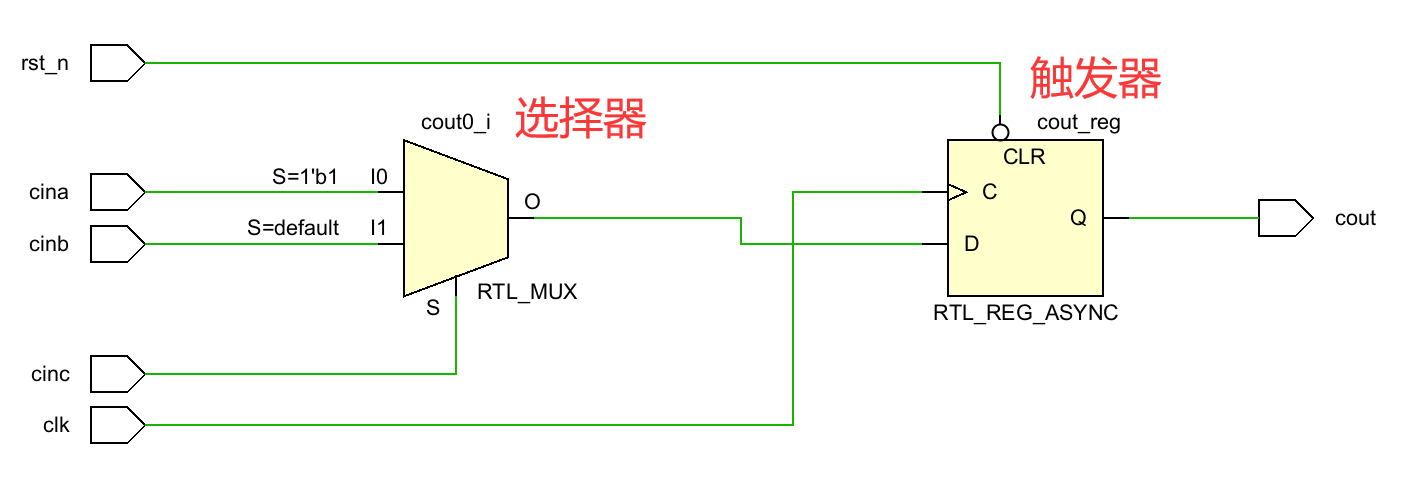 rst_n
触发器
选择器
cout0_i
cout_reg
CLR
S=1'b1
I0
cina
C
O
S=default
I1
cinb
Q
cout
D
RTL_MUX
S
RTL_REG_ASYNC
cinc
clk